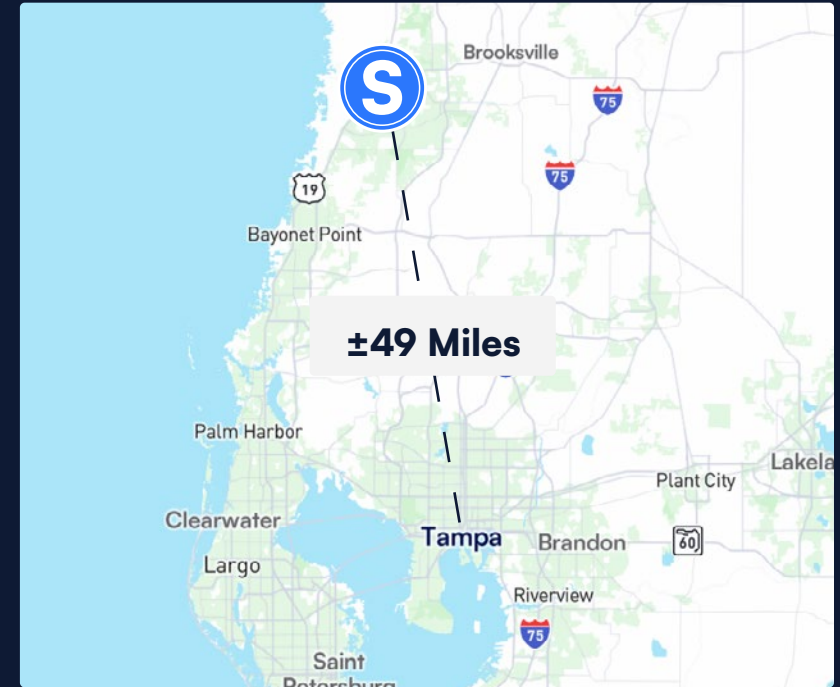 Brooksville
S
75
75
19
Bayonet Point
±49 Miles
Palm Harbor
Lakela
Plant City
Clearwater
Tampa
Brandon
60
Largo
Riverview
75
Saint
Petersburg